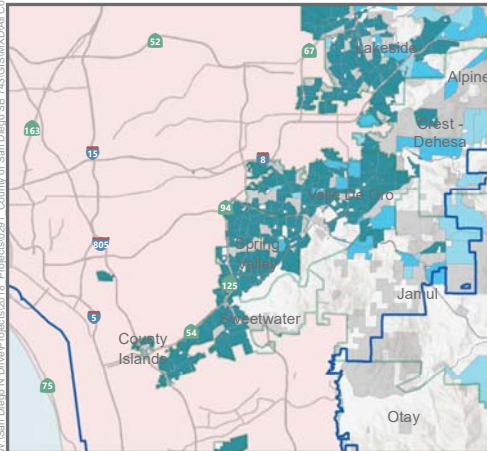 52
67
Lakeside
Alpine
163
Crest -
Dehesa
15
8
Valle De Oro
94
805
Spring
Valley
125
Jamul
5
Sweetwater
54
County
Islands
75
Otay